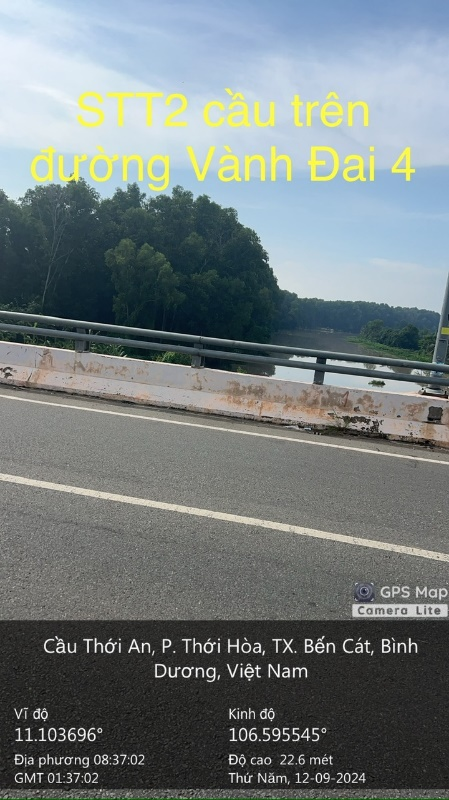 STT2 cầu trên
đường Vành Đai 4
GPS Map
Camera Lite
Cầu Thới An, P. Thới Hòa, TX. Bến Cát, Bình
Dương, Việt Nam
Vĩ độ
11.103696°
Kinh độ
106.595545°
Địa phương 08:37:02
GMT 01:37:02
Độ cao 22.6 mét
Thứ Năm, 12-09-2024